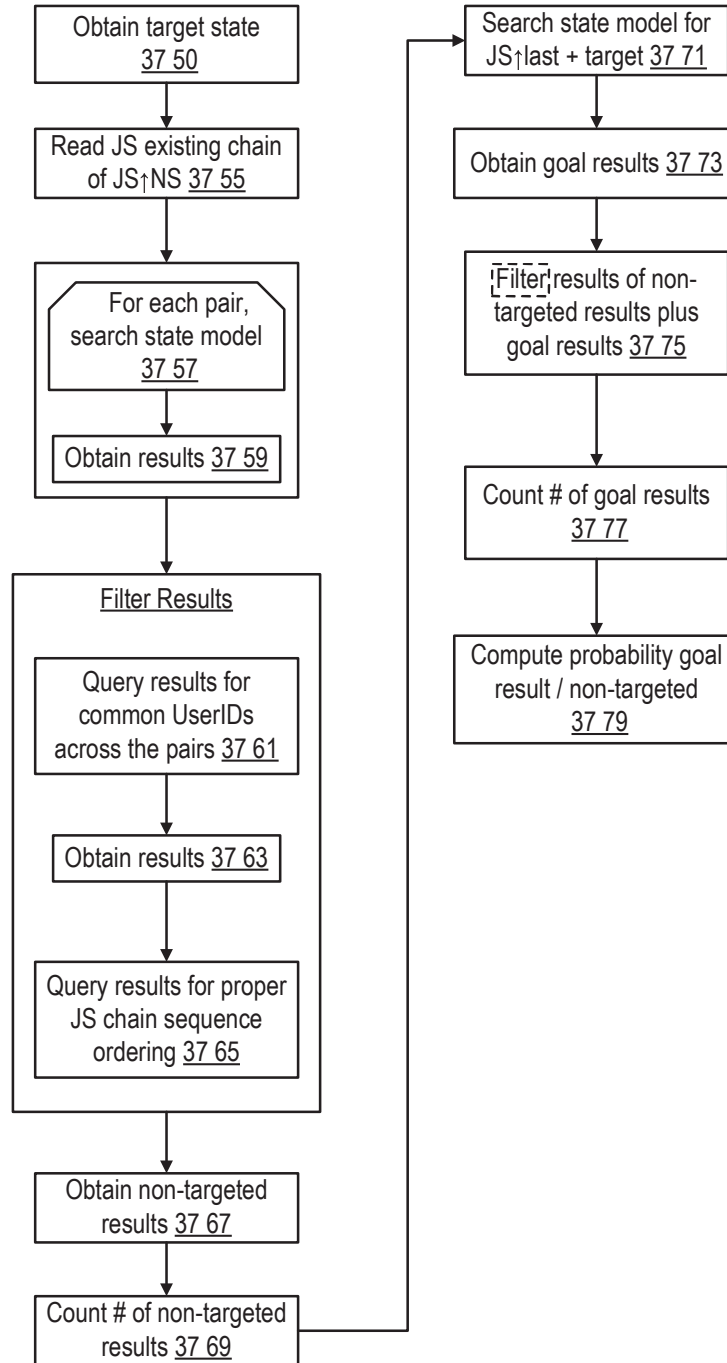 Obtain target state
37 50
Read JS existing chain
of JS↑NS 37 55
For each pair,
search state model
37 57
Obtain results 37 59
Filter Results
Query results for
common UserIDs
across the pairs 37 61
Obtain results 37 63
Query results for proper
JS chain sequence
ordering 37 65
Obtain non-targeted
results 37 67
Count # of non-targeted
results 37 69
Search state model for
JS↑last + target 37 71
Obtain goal results 37 73
Filter results of non-
targeted results plus
goal results 37 75
Count # of goal results
37 77
Compute probability goal
result / non-targeted
37 79